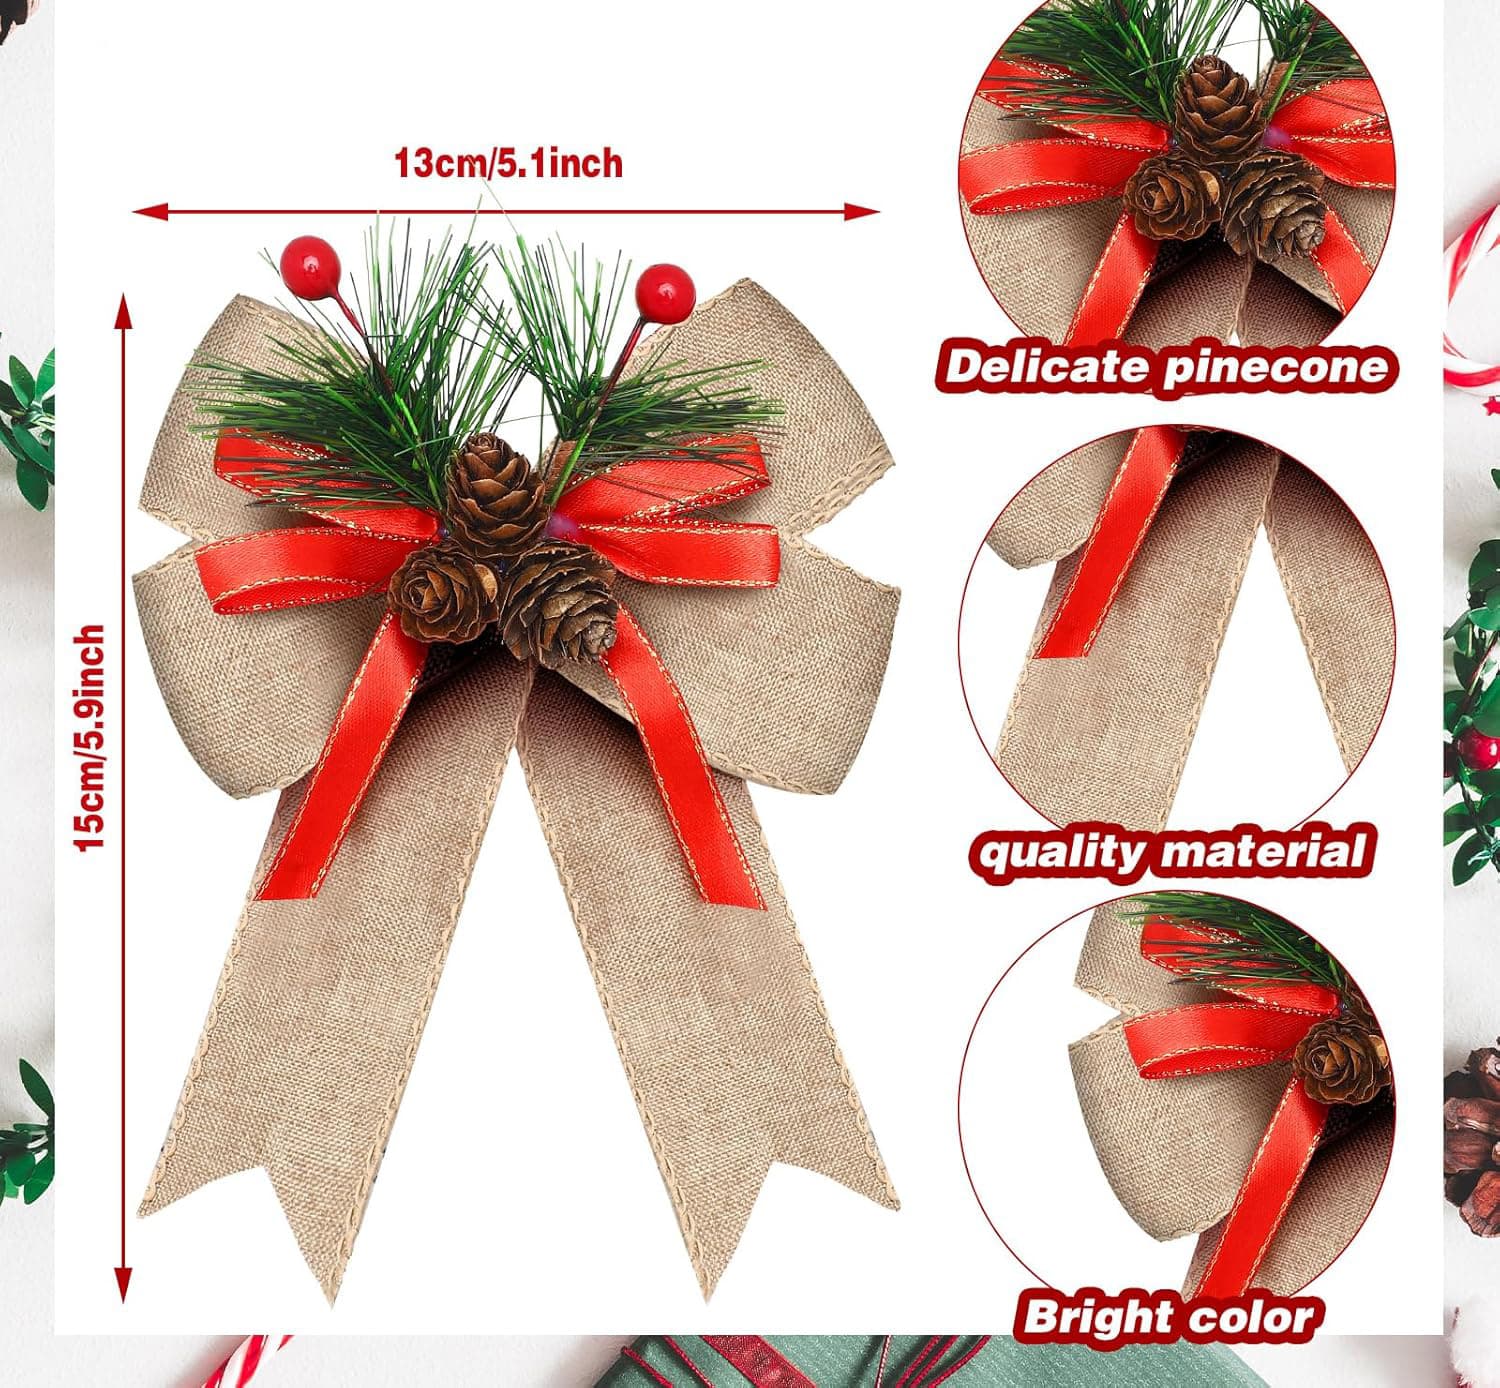 13cm/5.1inch
15cm/5.9inch
Delicate pinecone
quality material
Bright color